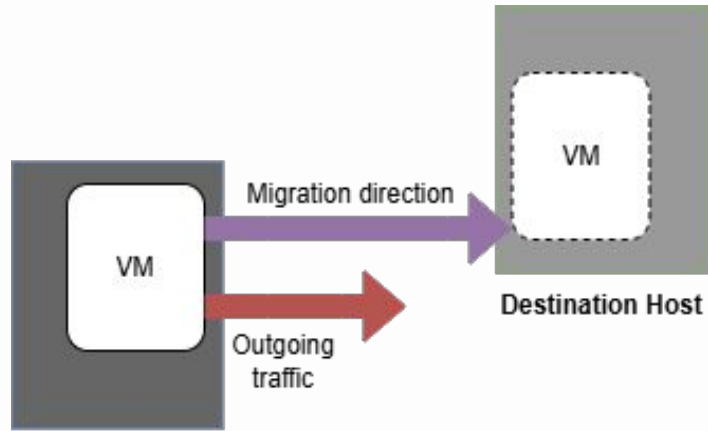 VM
Migration direction
VM
Destination Host
Outgoing
traffic